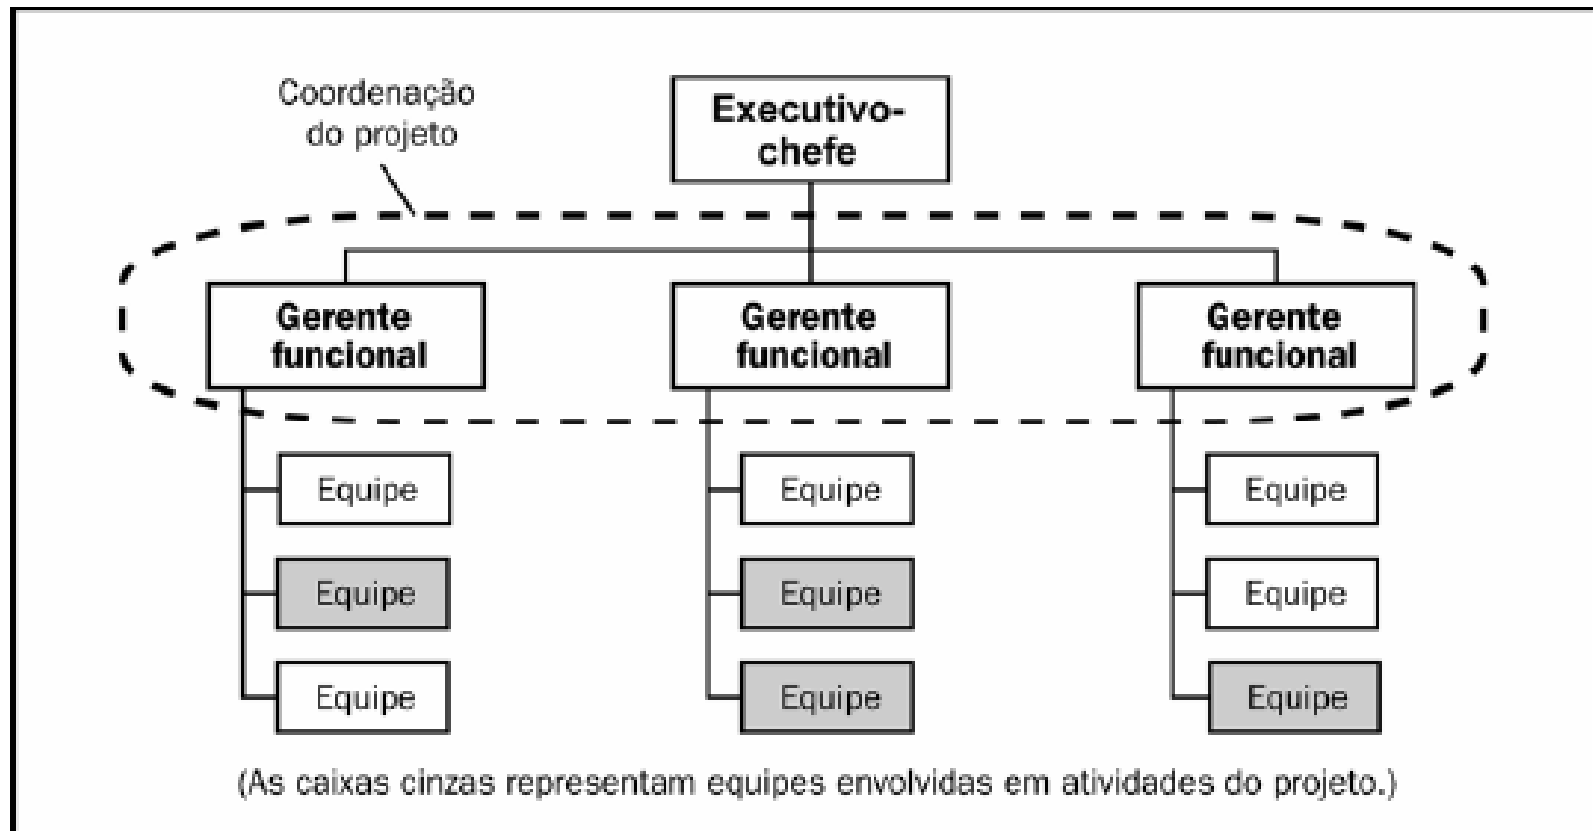 Coordenação
do projeto
Executivo-
chefe
Gerente
funcional
Gerente
funcional
Gerente
funcional
Equipe
Equipe
Equipe
Equipe
Equipe
Equipe
Equipe
Equipe
Equipe
(As caixas cinzas representam equipes envolvidas em atividades do projeto.)